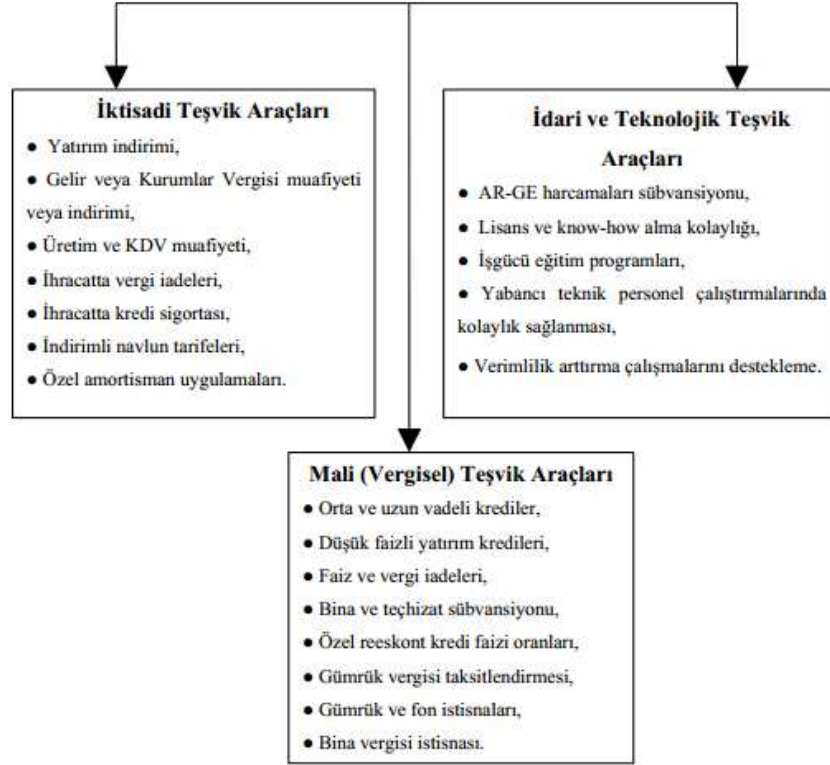 İktisadi Teşvik Araçları
● Yatırım indirimi,
● Gelir veya Kurumlar Vergisi muafiyeti
veya indirimi,
● Üretim ve KDV muafiyeti,
● İhracatta vergi iadeleri,
● İhracatta kredi sigortası,
● İndirimli navlun tarifeleri,
● Özel amortisman uygulamaları.
İdari ve Teknolojik Teşvik
Araçları
● AR-GE harcamaları sübvansiyonu,
● Lisans ve know-how alma kolaylığı,
● İşgücü eğitim programları,
● Yabancı teknik personel çalıştırmalarında
kolaylık sağlanması,
● Verimlilik arttırma çalışmalarını destekleme.
Mali (Vergisel) Teşvik Araçları
● Orta ve uzun vadeli krediler,
● Düşük faizli yatırım kredileri,
● Faiz ve vergi iadeleri,
● Bina ve teçhizat sübvansiyonu,
● Özel reeskont kredi faizi oranları,
● Gümrük vergisi taksitlendirmesi,
● Gümrük ve fon istisnaları,
● Bina vergisi istisnası.